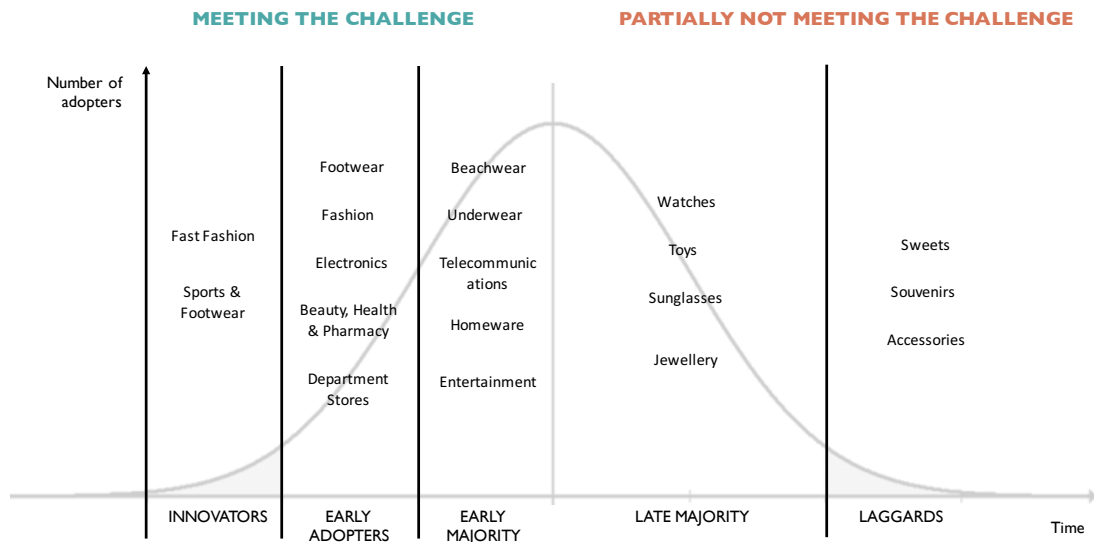 MEETING THE CHALLENGE
PARTIALLY NOT MEETING THE CHALLENGE
Number of
adopters
Fast Fashion
Sports &
Footwear
Footwear
Fashion
Electronics
Beauty, Health
& Pharmacy
Department
Stores
Beachwear
Underwear
Telecommunic
ations
Homeware
Entertainment
Watches
Toys
Sunglasses
Jewellery
Sweets
Souvenirs
Accessories
INNOVATORS
EARLY
ADOPTERS
EARLY
MAJORITY
LATE MAJORITY
LAGGARDS
Time